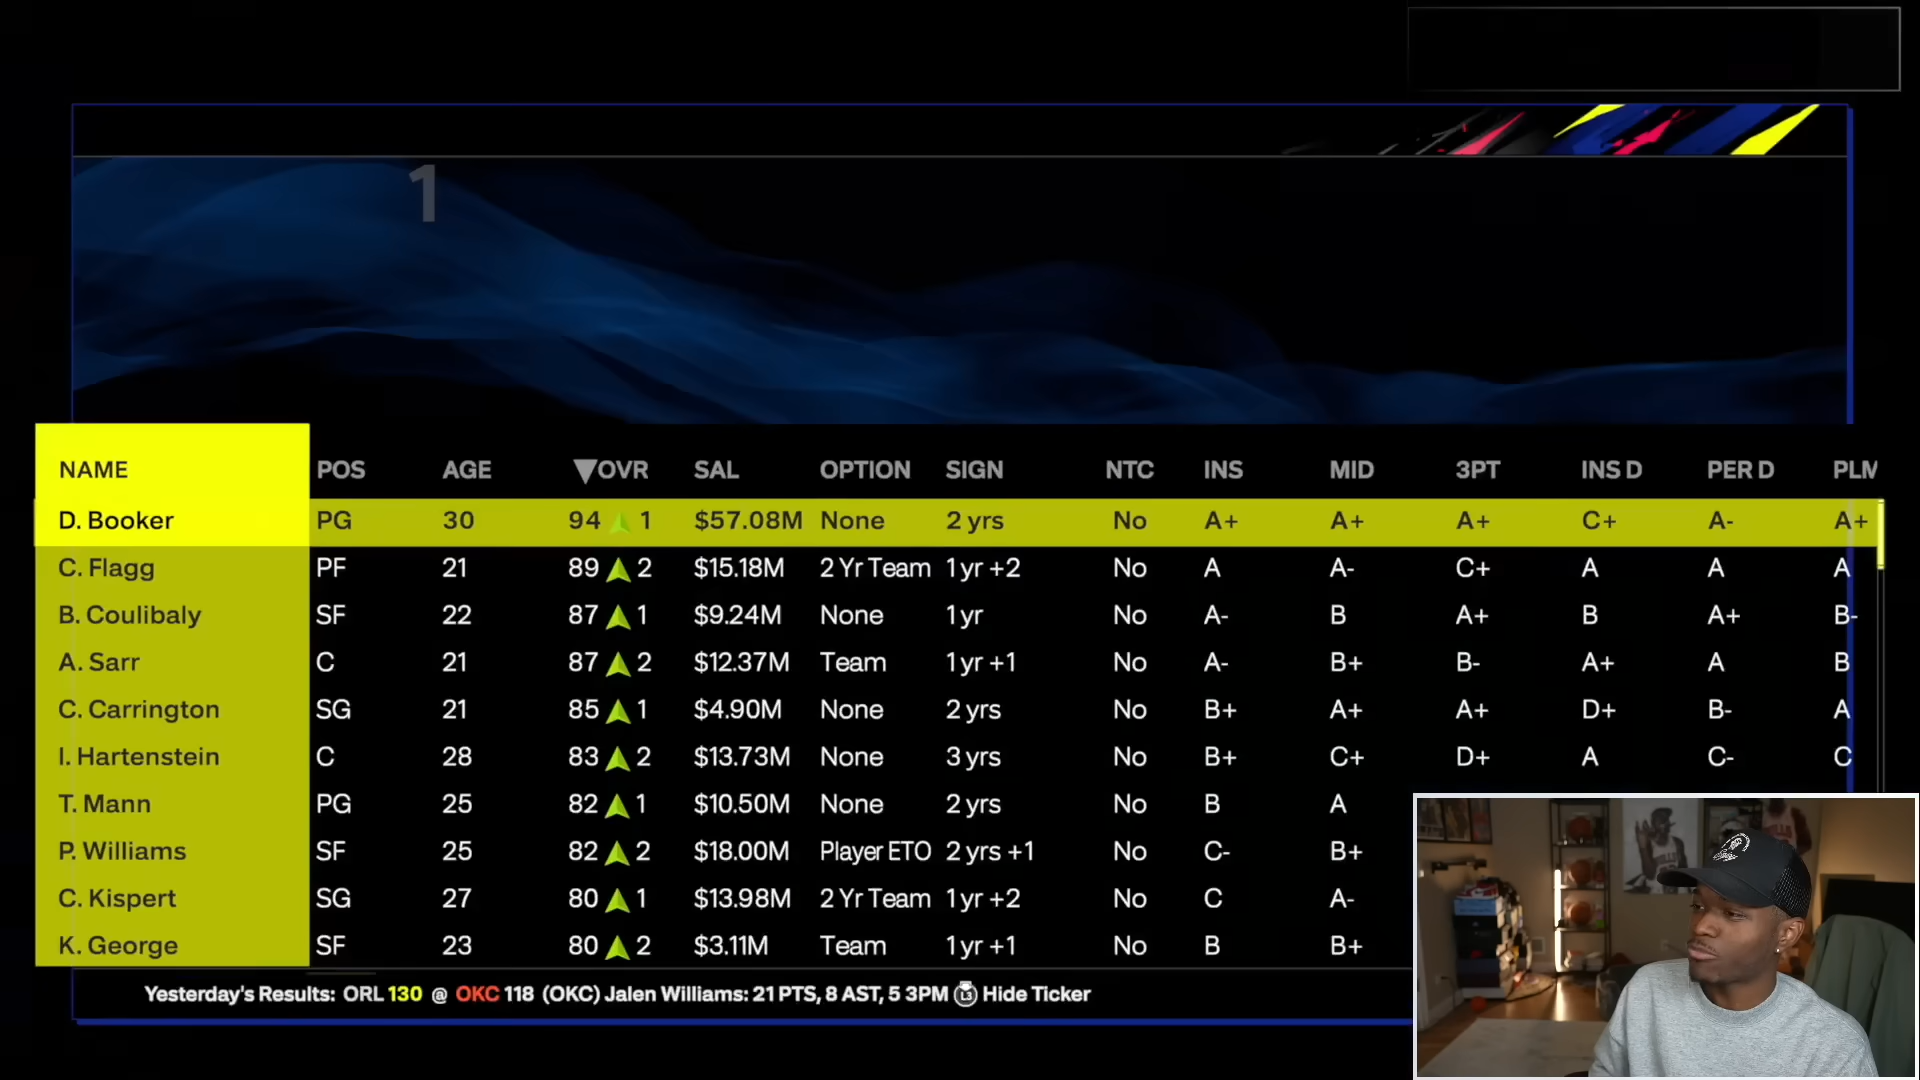 1
NAME POS AGE OVR SAL OPTION SIGN NTC INS MID 3PT INS D PER D PLM
D. Booker PG 30 94 1 $57.08M None 2 yrs No A+ A+ A+ C+ A- A+
C. Flagg PF 21 89 2 $15.18M 2 Yr Team 1 yr +2 No A A- C+ A A A
B. Coulibaly SF 22 87 1 $9.24M None 1 yr No A- B A+ B A+ B-
A. Sarr C 21 87 2 $12.37M Team 1 yr +1 No A- B+ B- A+ A B
C. Carrington SG 21 85 1 $4.90M None 2 yrs No B+ A+ A+ D+ B- A
I. Hartenstein C 28 83 2 $13.73M None 3 yrs No B+ C+ D+ A C- C
T. Mann PG 25 82 1 $10.50M None 2 yrs No B A
P. Williams SF 25 82 2 $18.00M Player ETO 2 yrs +1 No C- B+
C. Kispert SG 27 80 1 $13.98M 2 Yr Team 1 yr +2 No C A-
K. George SF 23 80 2 $3.11M Team 1 yr +1 No B B+
Yesterday's Results: ORL 130 @ OKC 118 (OKC) Jalen Williams: 21 PTS, 8 AST, 5 3PM L3 Hide Ticker